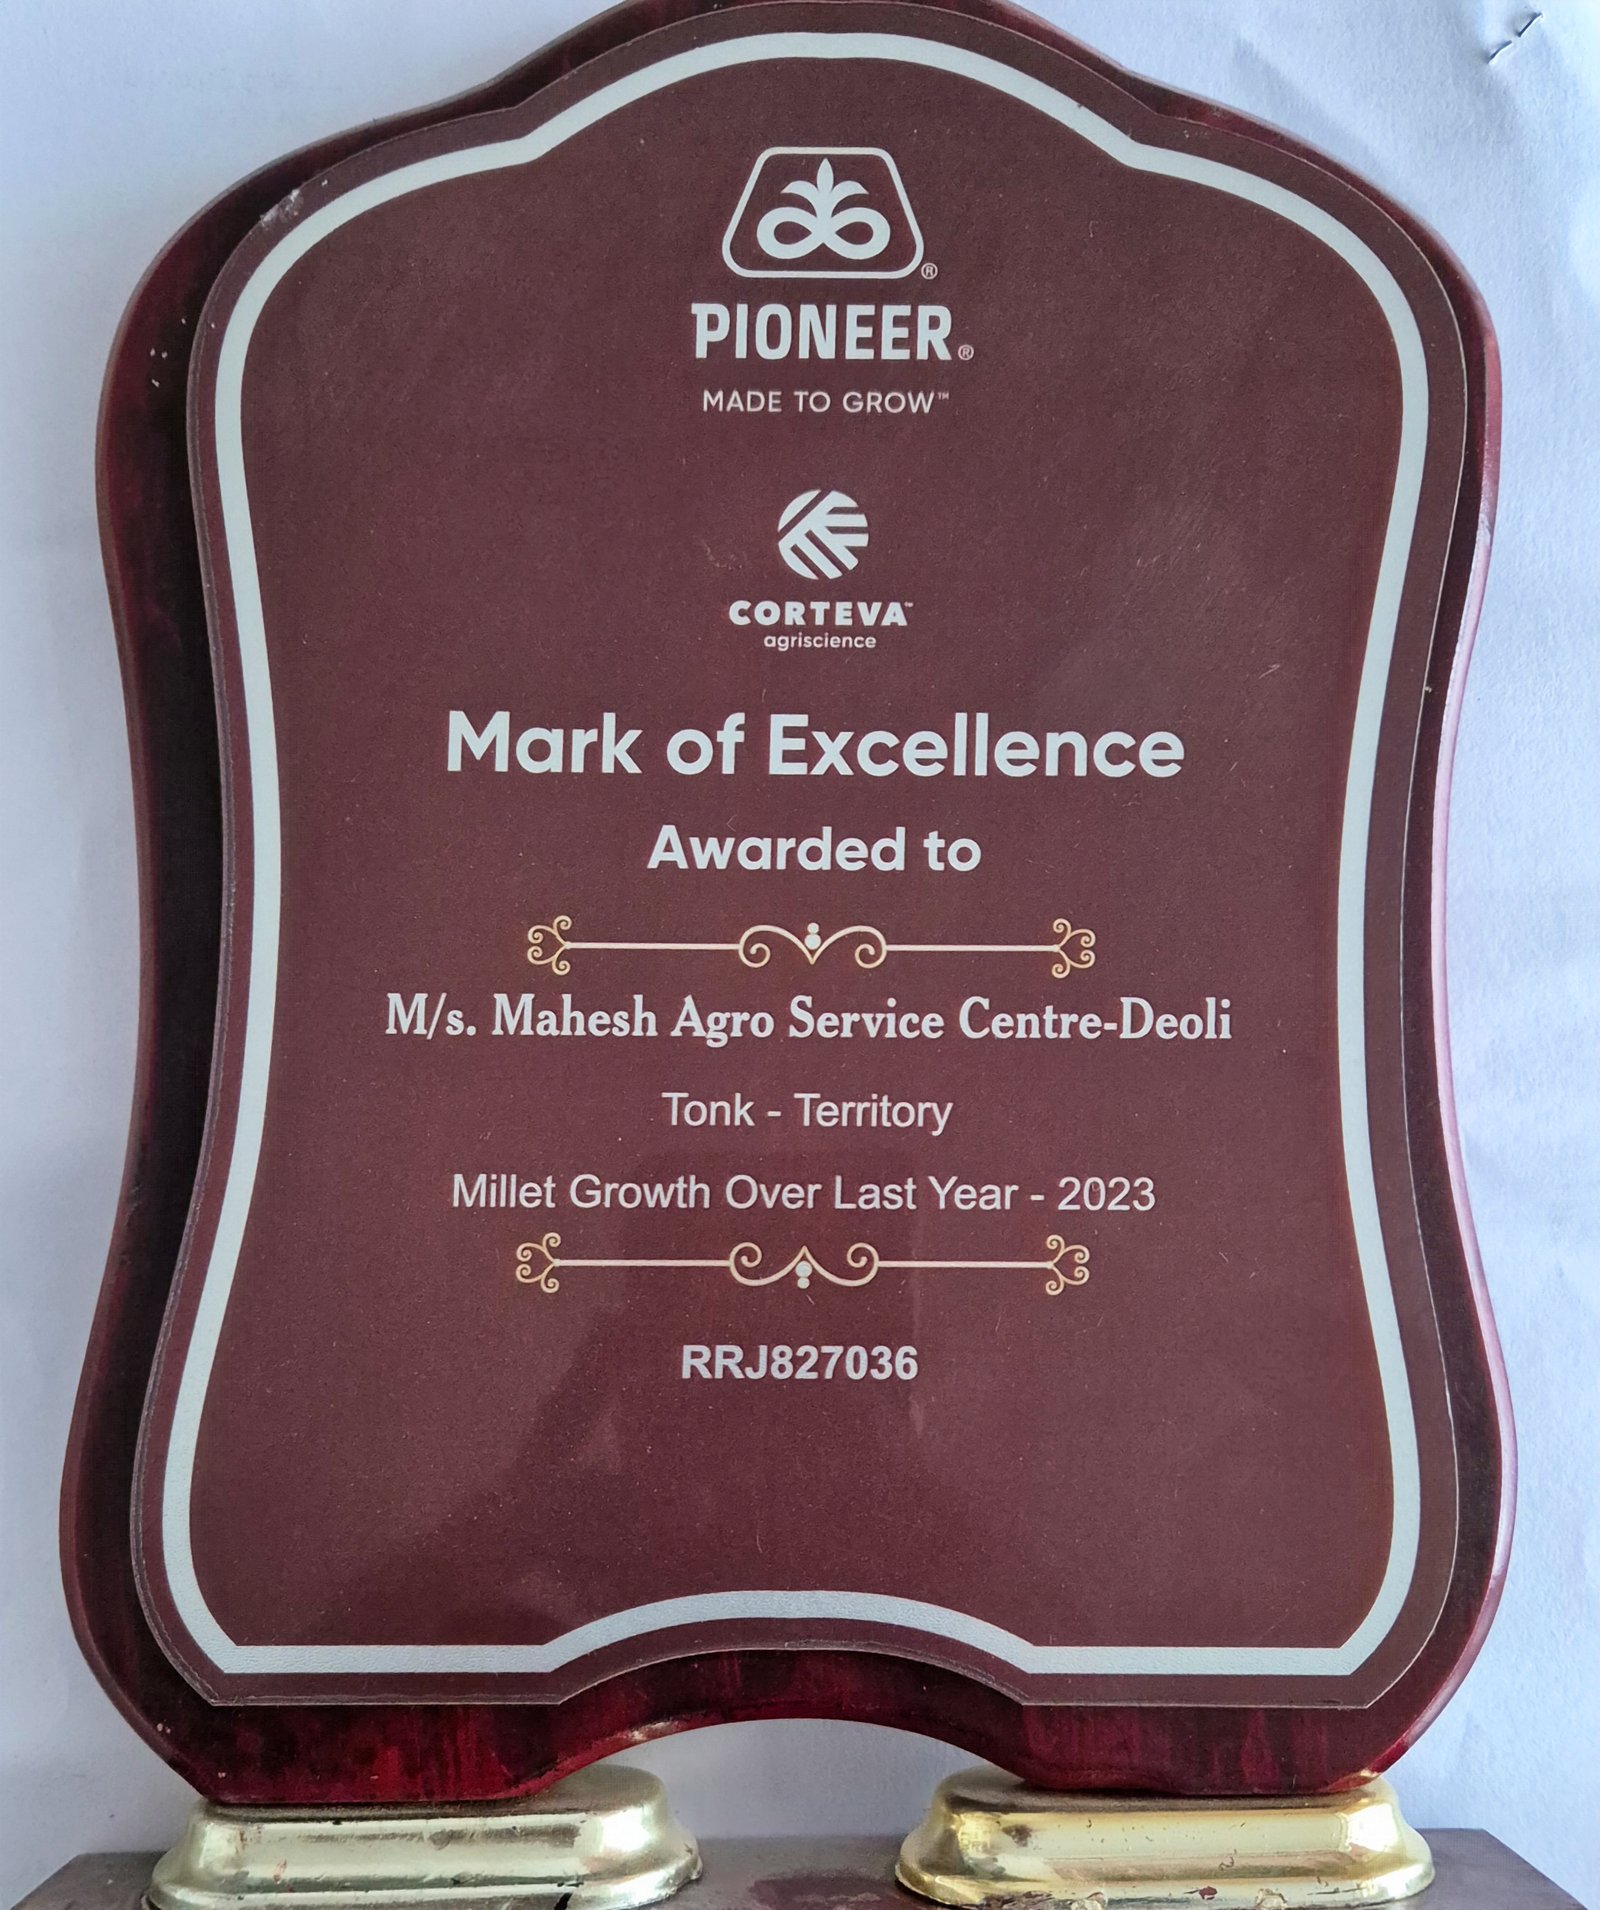 ®
PIONEER®
MADE TO GROW™
CORTEVA™
agriscience
Mark of Excellence
Awarded to
M/s. Mahesh Agro Service Centre-Deoli
Tonk - Territory
Millet Growth Over Last Year - 2023
RRJ827036